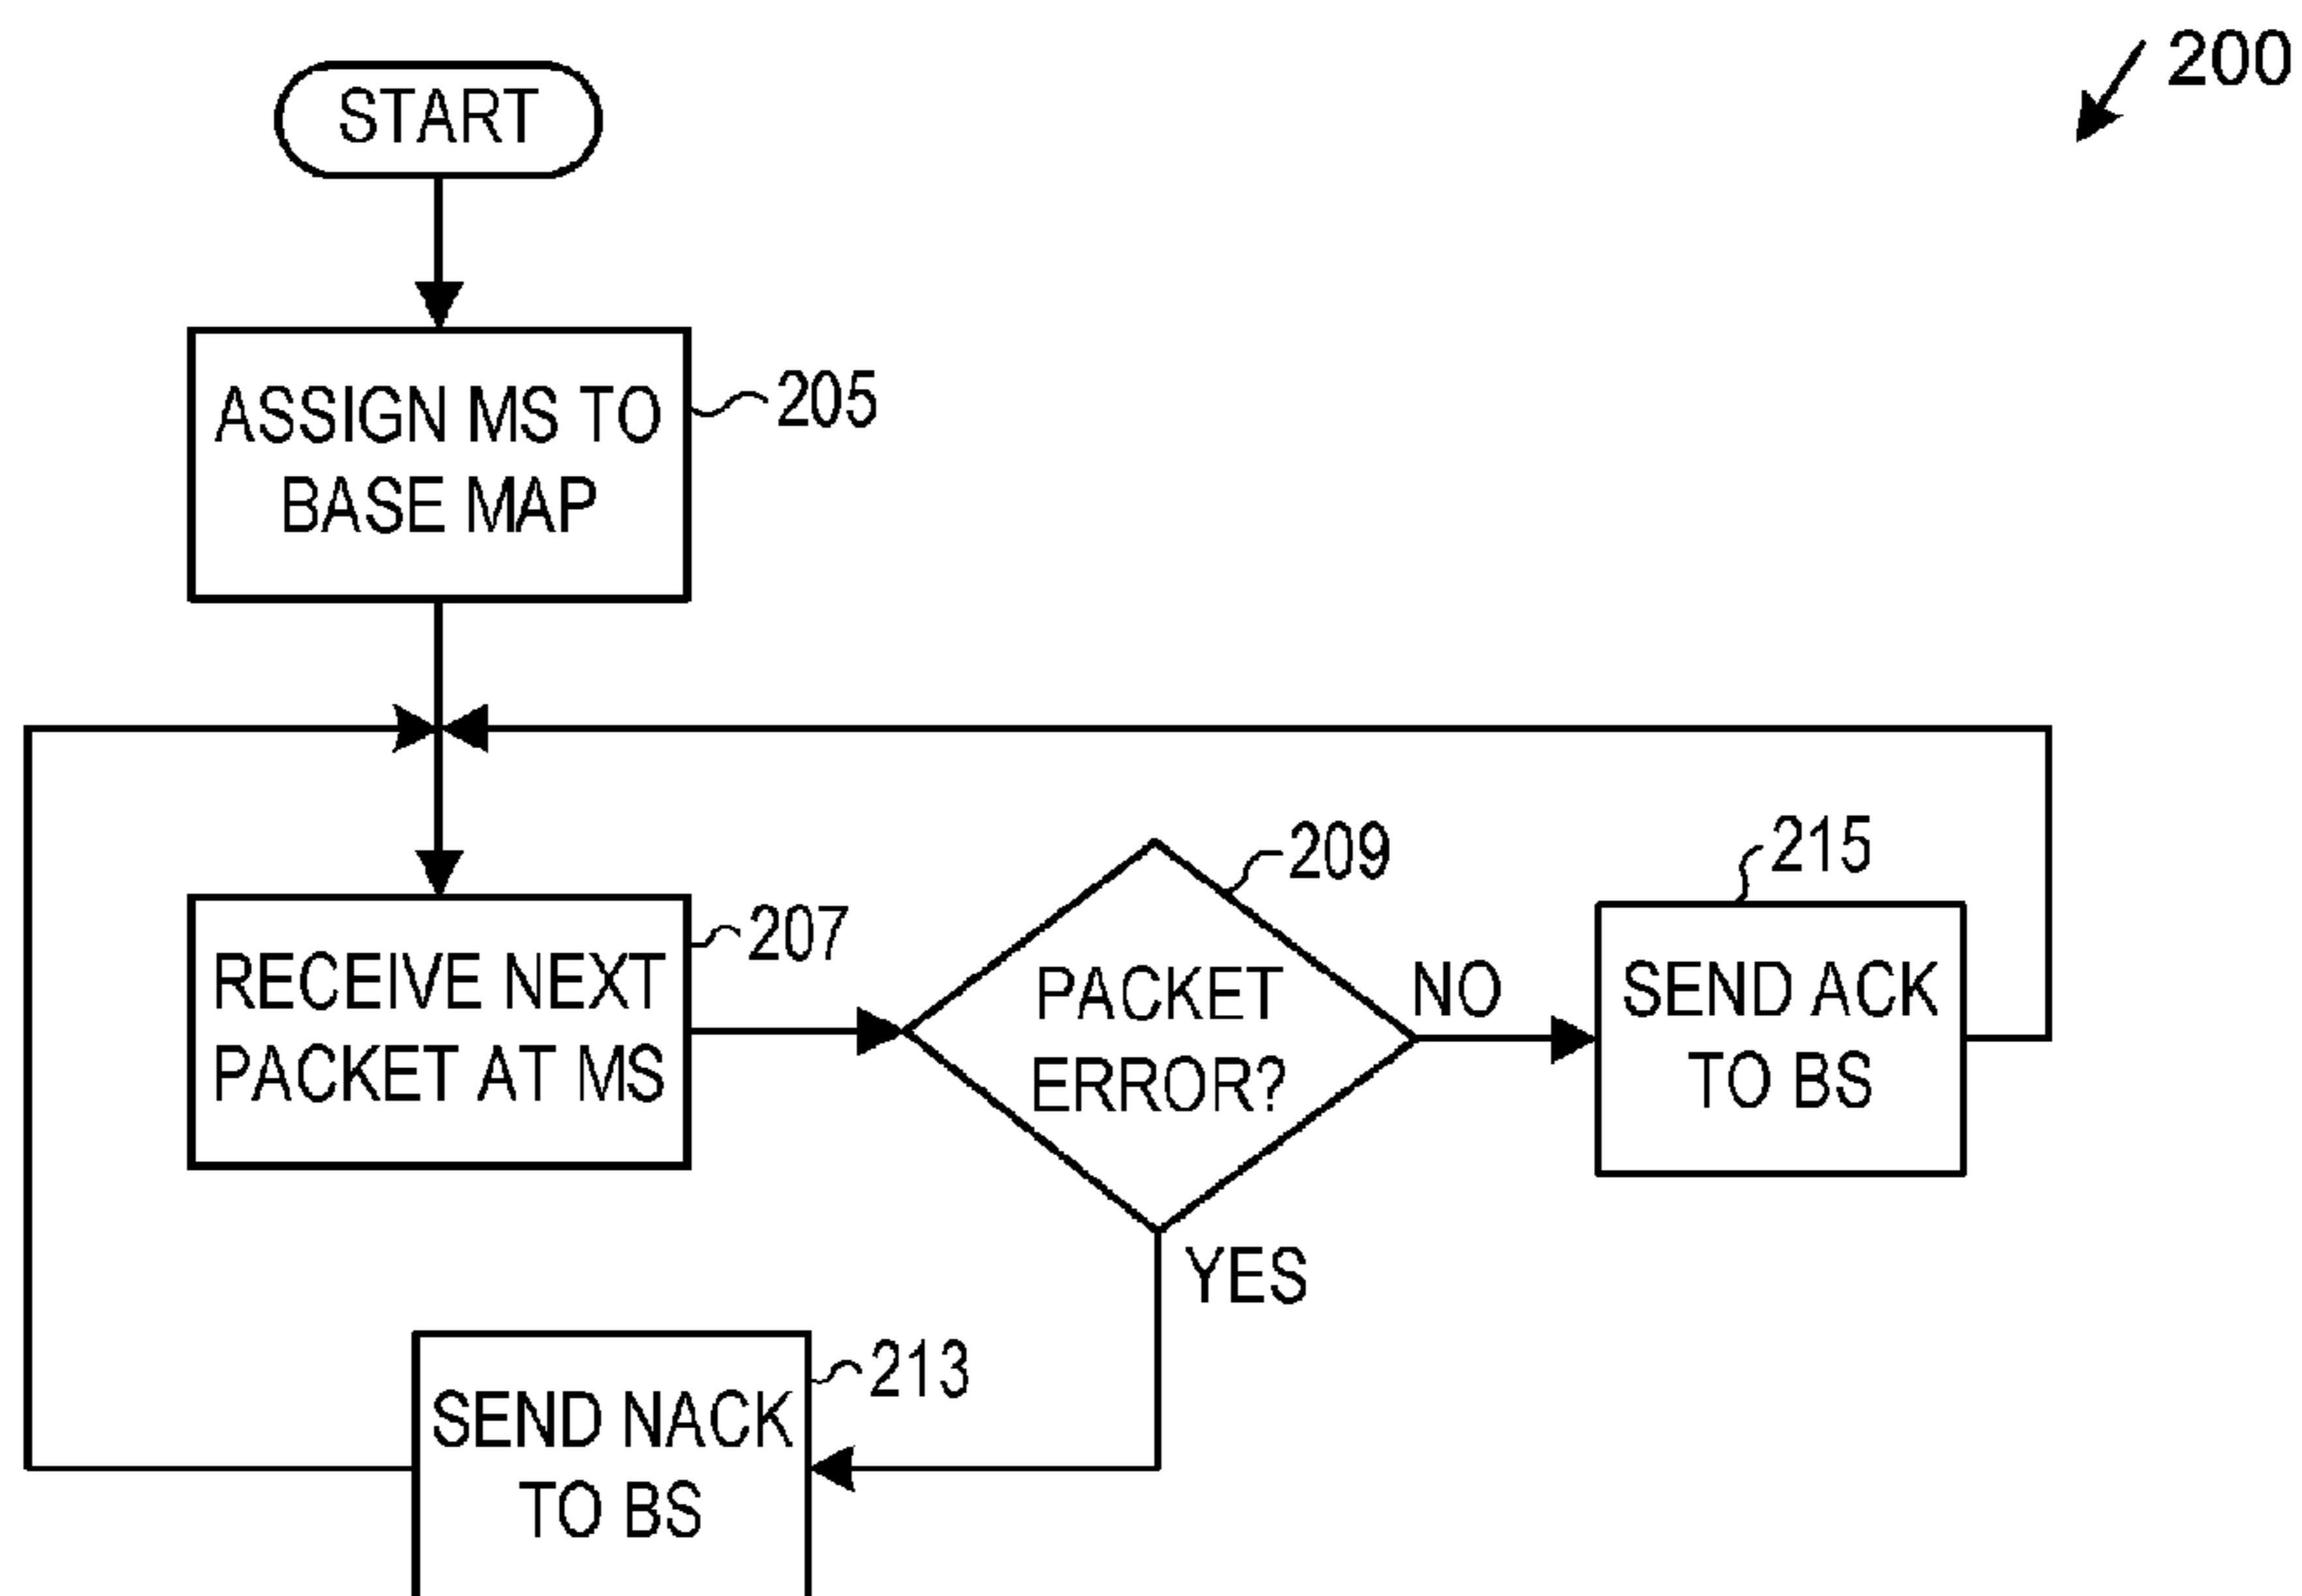 200
START
ASSIGN MS TO
BASE MAP
205
RECEIVE NEXT
PACKET AT MS
207
PACKET
ERROR?
209
NO
YES
SEND ACK
TO BS
215
SEND NACK
TO BS
213